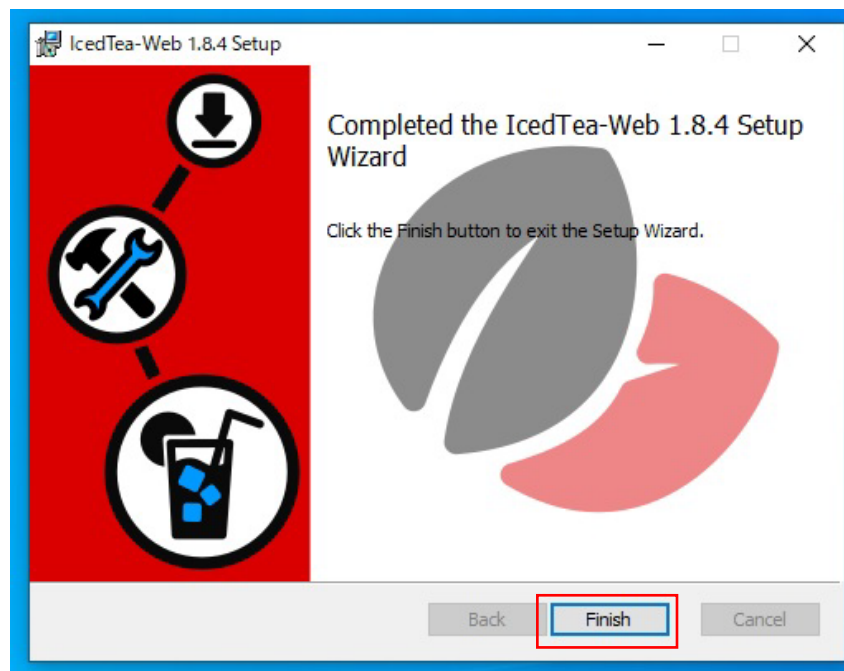 IcedTea-Web 1.8.4 Setup
Completed the IcedTea-Web 1.8.4 Setup
Wizard
Click the Finish button to exit the Setup Wizard.
Back
Finish
Cancel